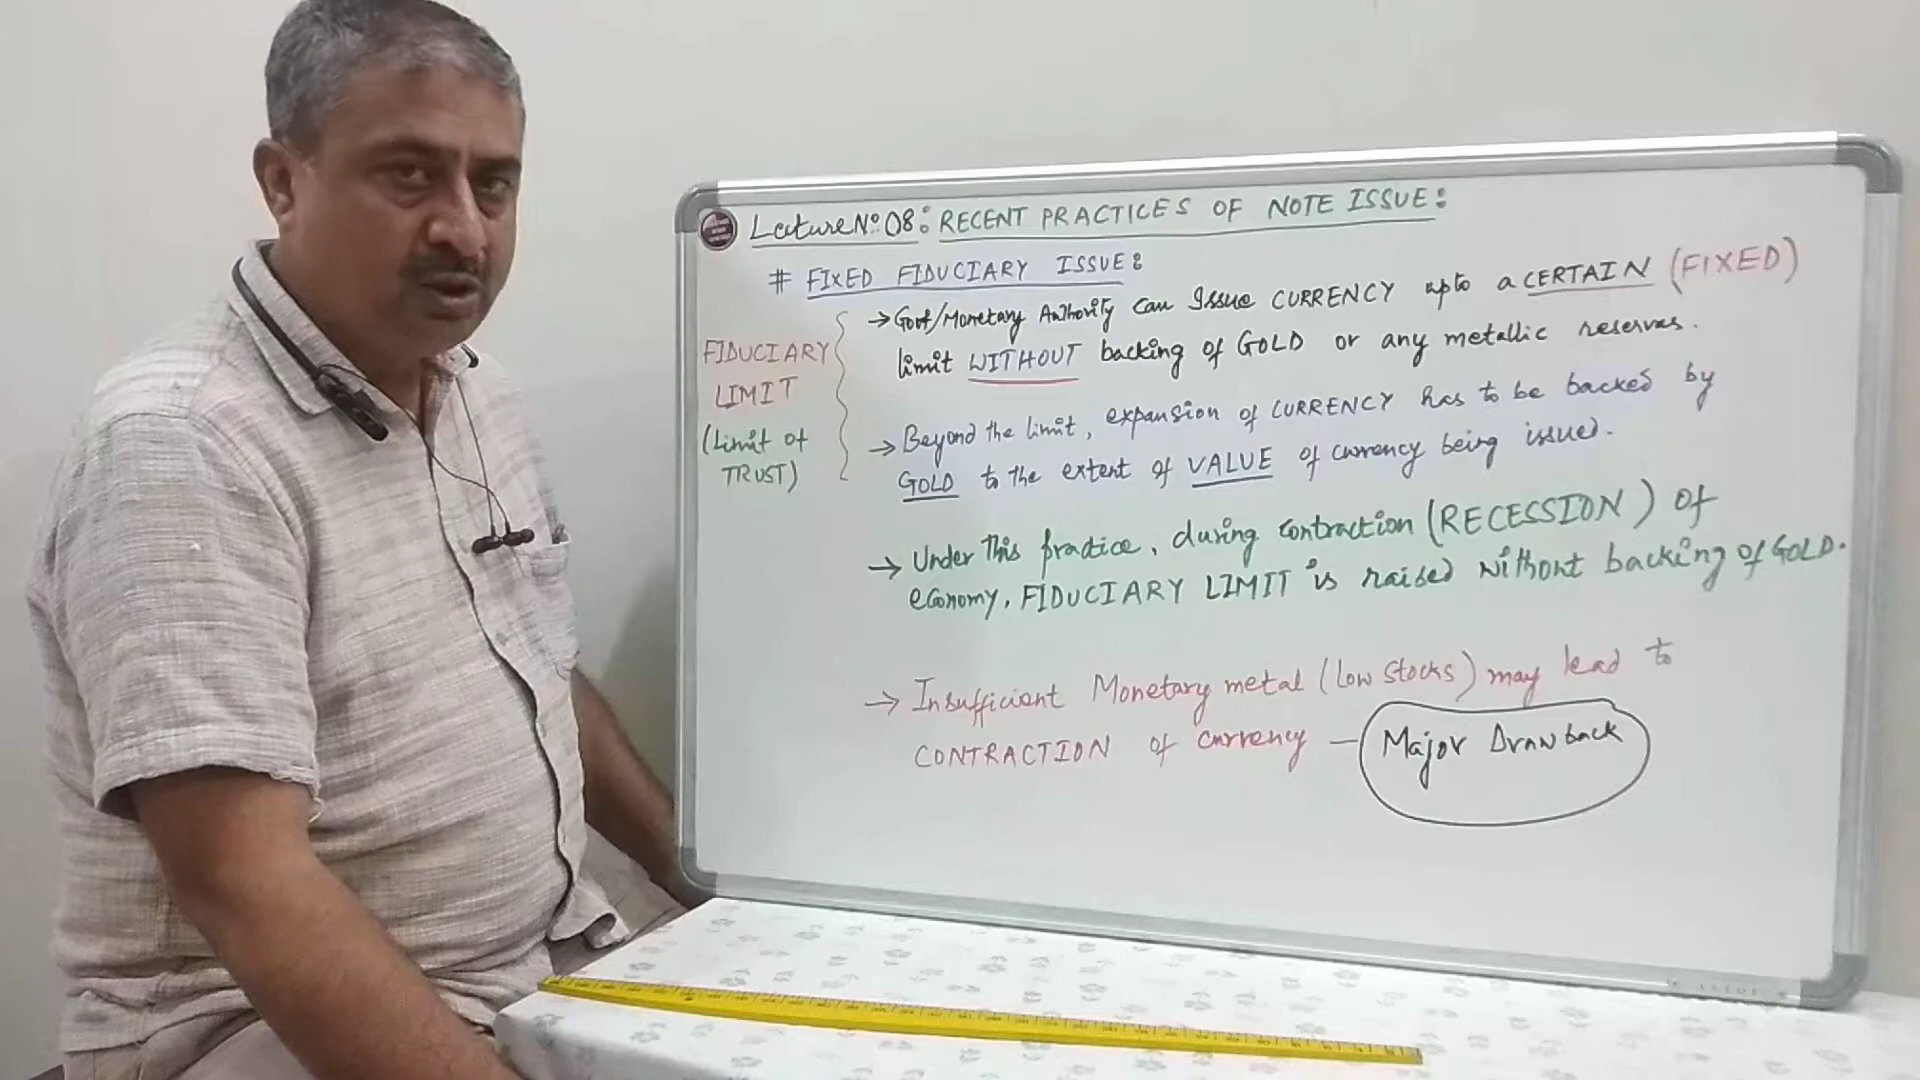 Lecture No. 08: RECENT PRACTICES OF NOTE ISSUE:
# FIXED FIDUCIARY ISSUE:
FIDUCIARY
LIMIT
(Limit of
TRUST)
→ Govt/Monetary Authority can Issue CURRENCY upto a CERTAIN (FIXED)
limit WITHOUT backing of GOLD or any metallic reserves.
→ Beyond the limit, expansion of CURRENCY has to be backed by
GOLD to the extent of VALUE of currency being issued.
→ Under This practice, during contraction (RECESSION) of
economy, FIDUCIARY LIMIT is raised without backing of GOLD.
→ Insufficient Monetary metal (low stocks) may lead to
CONTRACTION of currency — Major Drawback